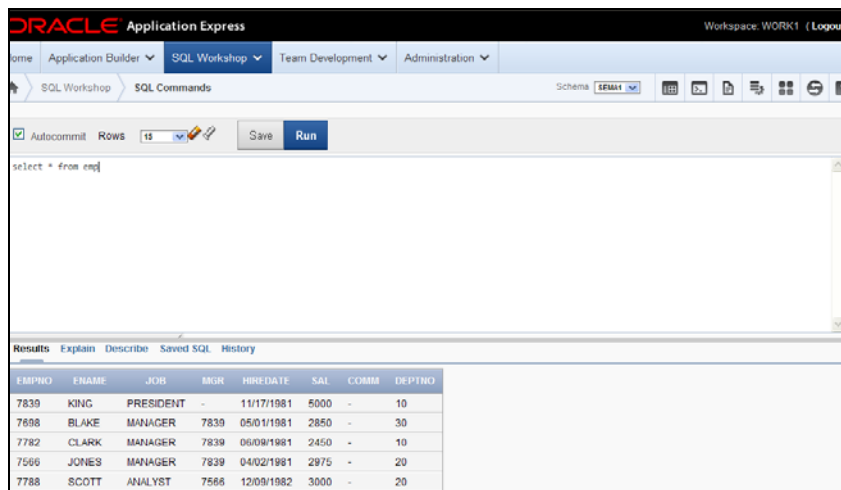 ORACLE Application Express
Workspace: WORK1 (Logou
ome Application Builder SQL Workshop Team Development Administration
SQL Workshop SQL Commands Schema SEMA1
Autocommit Rows 15 Save Run
select * from emp
Results Explain Describe Saved SQL History
EMPNO ENAME JOB MGR HIREDATE SAL COMM DEPTNO
7839 KING PRESIDENT - 11/17/1981 5000 - 10
7698 BLAKE MANAGER 7839 05/01/1981 2850 - 30
7782 CLARK MANAGER 7839 06/09/1981 2450 - 10
7566 JONES MANAGER 7839 04/02/1981 2975 - 20
7788 SCOTT ANALYST 7566 12/09/1982 3000 - 20